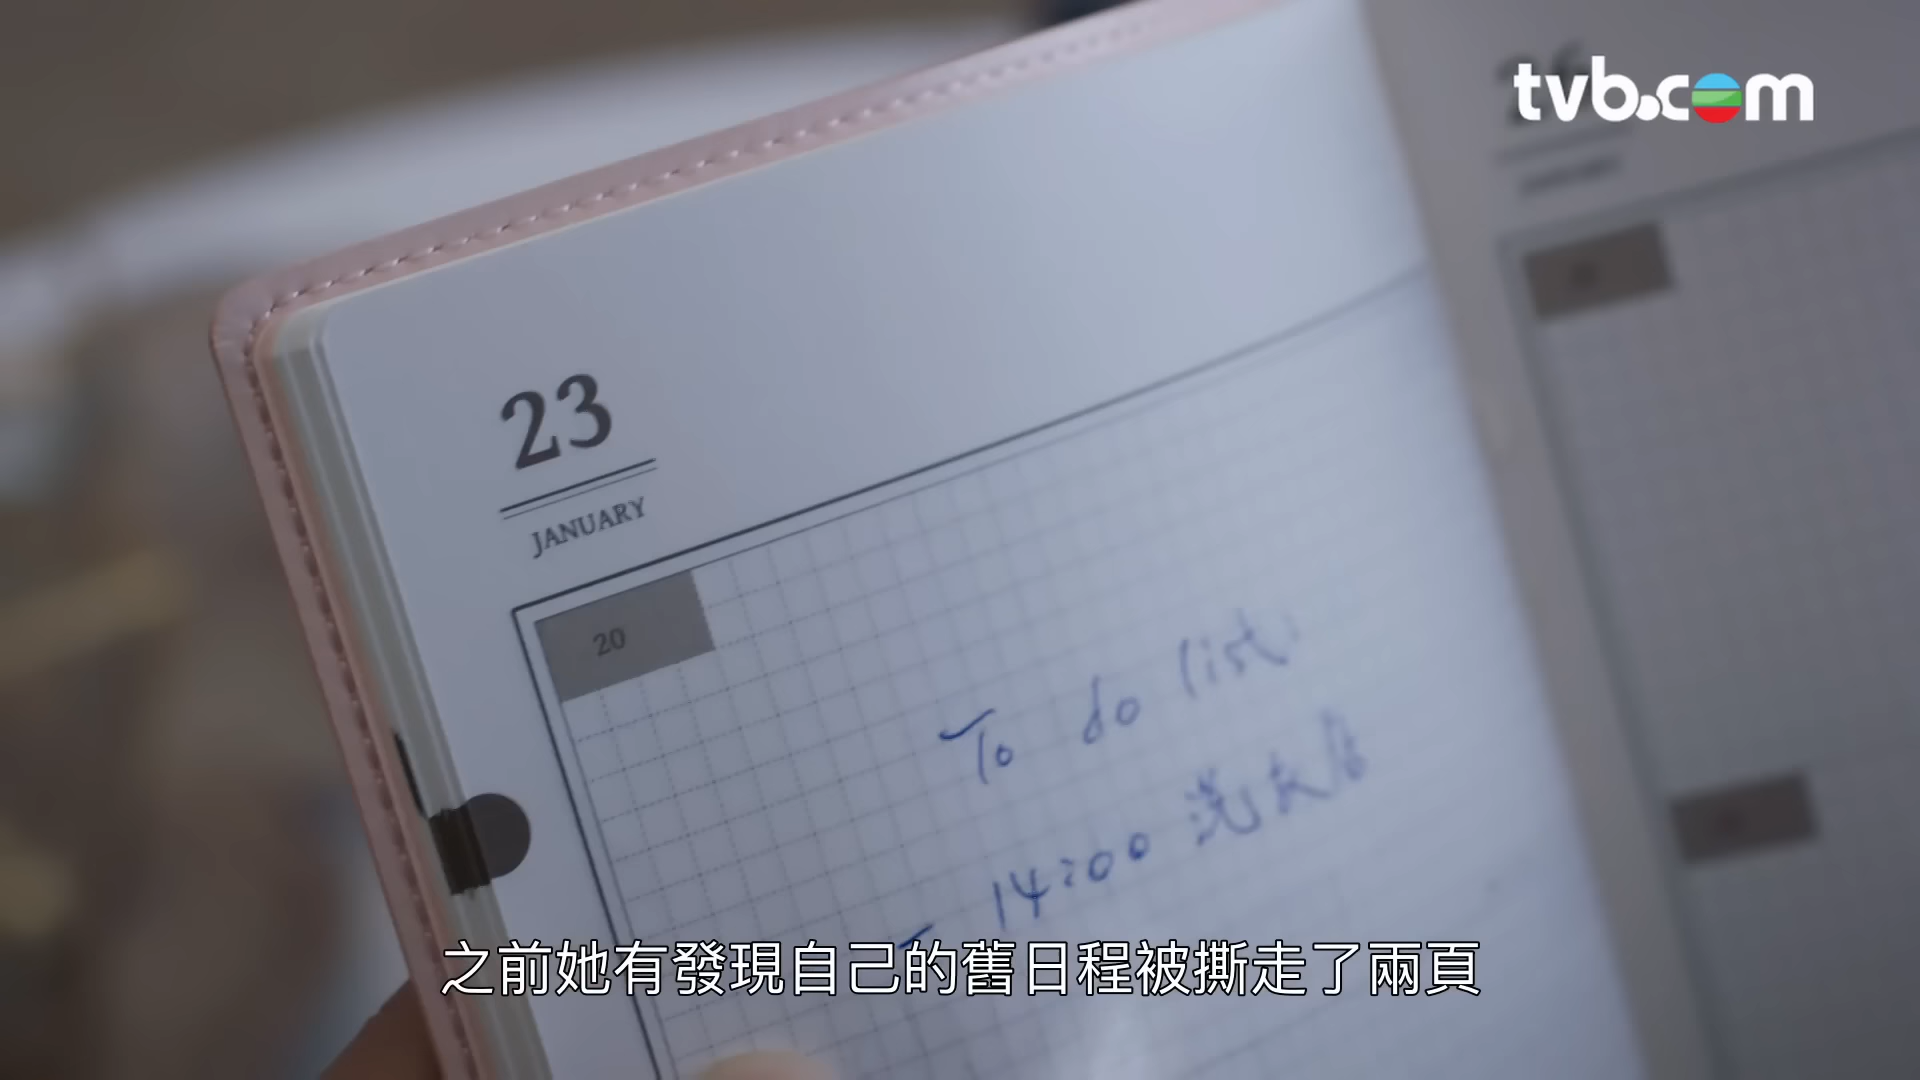 tvb.com
23
JANUARY
20
To do list:
- 14:00 洗衣店
之前她有發現自己的舊日程被撕走了兩頁